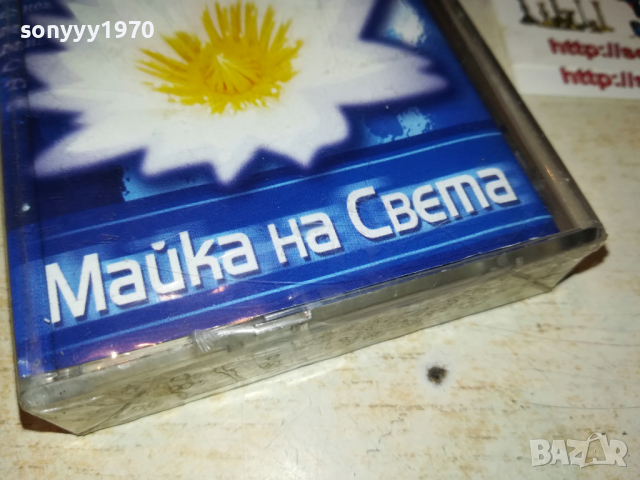 sonyyy1970
http://s
http://
Майка на Света
BAZAR